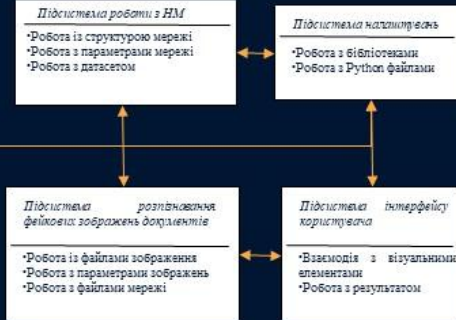 Підсистема роботи з НМ
•Робота із структурою мережі
•Робота з параметрами мережі
•Робота з датасетом
Підсистема налаштувань
•Робота з бібліотеками
•Робота з Python файлами
Підсистема розпізнавання
фейкових зображень документів
•Робота із файлами зображення
•Робота з параметрами зображень
•Робота з файлами мережі
Підсистема інтерфейсу
користувача
•Взаємодія з візуальними
елементами
•Робота з результатом